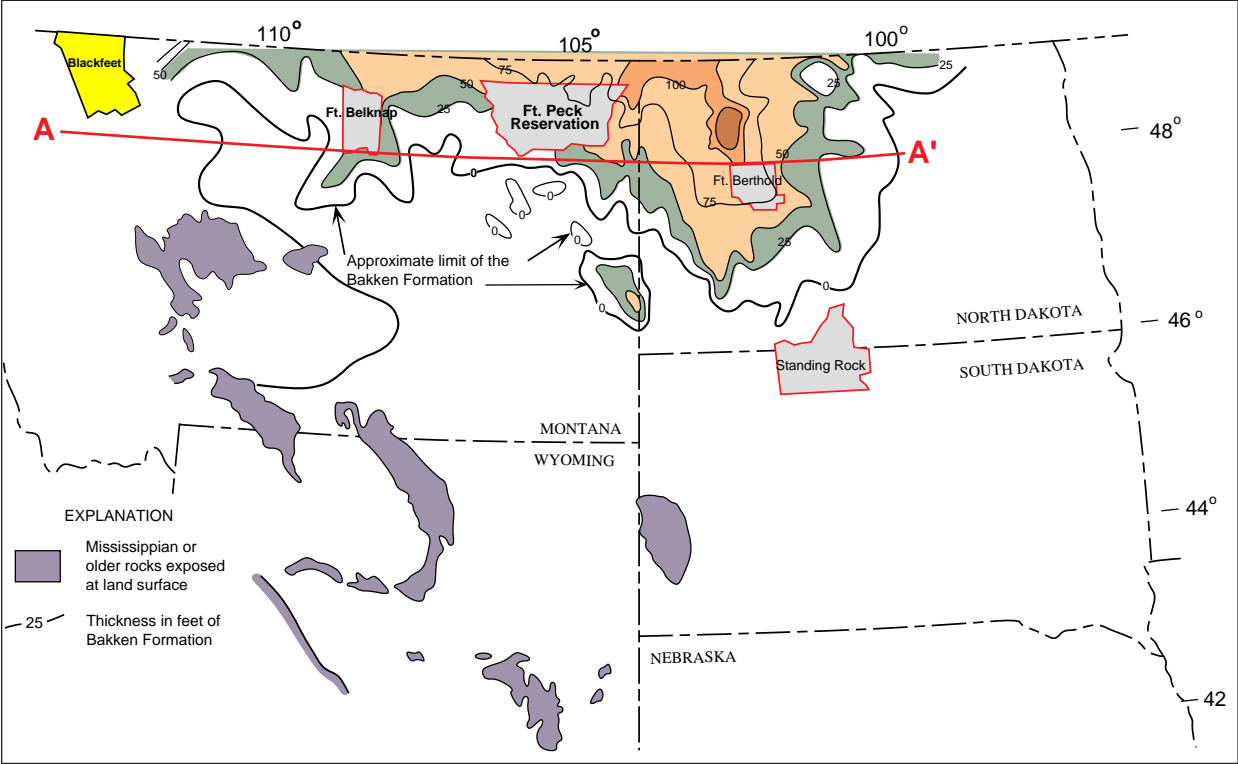 110°
105°
100°
Blackfeet
50
75
50
25
100
25
25
Ft. Belknap
Ft. Peck
Reservation
A
A'
48°
50
Ft. Berthold
75
0
0
0
0
0
25
Approximate limit of the
Bakken Formation
0
0
NORTH DAKOTA
46°
SOUTH DAKOTA
Standing Rock
MONTANA
WYOMING
44°
EXPLANATION
Mississippian or
older rocks exposed
at land surface
25
Thickness in feet of
Bakken Formation
NEBRASKA
42